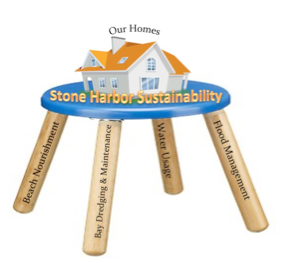 Our Homes
Stone Harbor Sustainability
Beach Nourishment
Bay Dredging & Maintenance
Water Usage
Flood Management